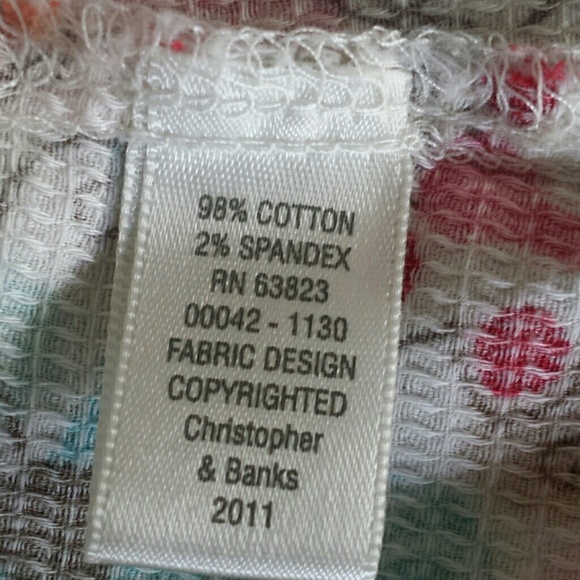 98% COTTON
2% SPANDEX
RN 63823
00042 - 1130
FABRIC DESIGN
COPYRIGHTED
Christopher
& Banks
2011